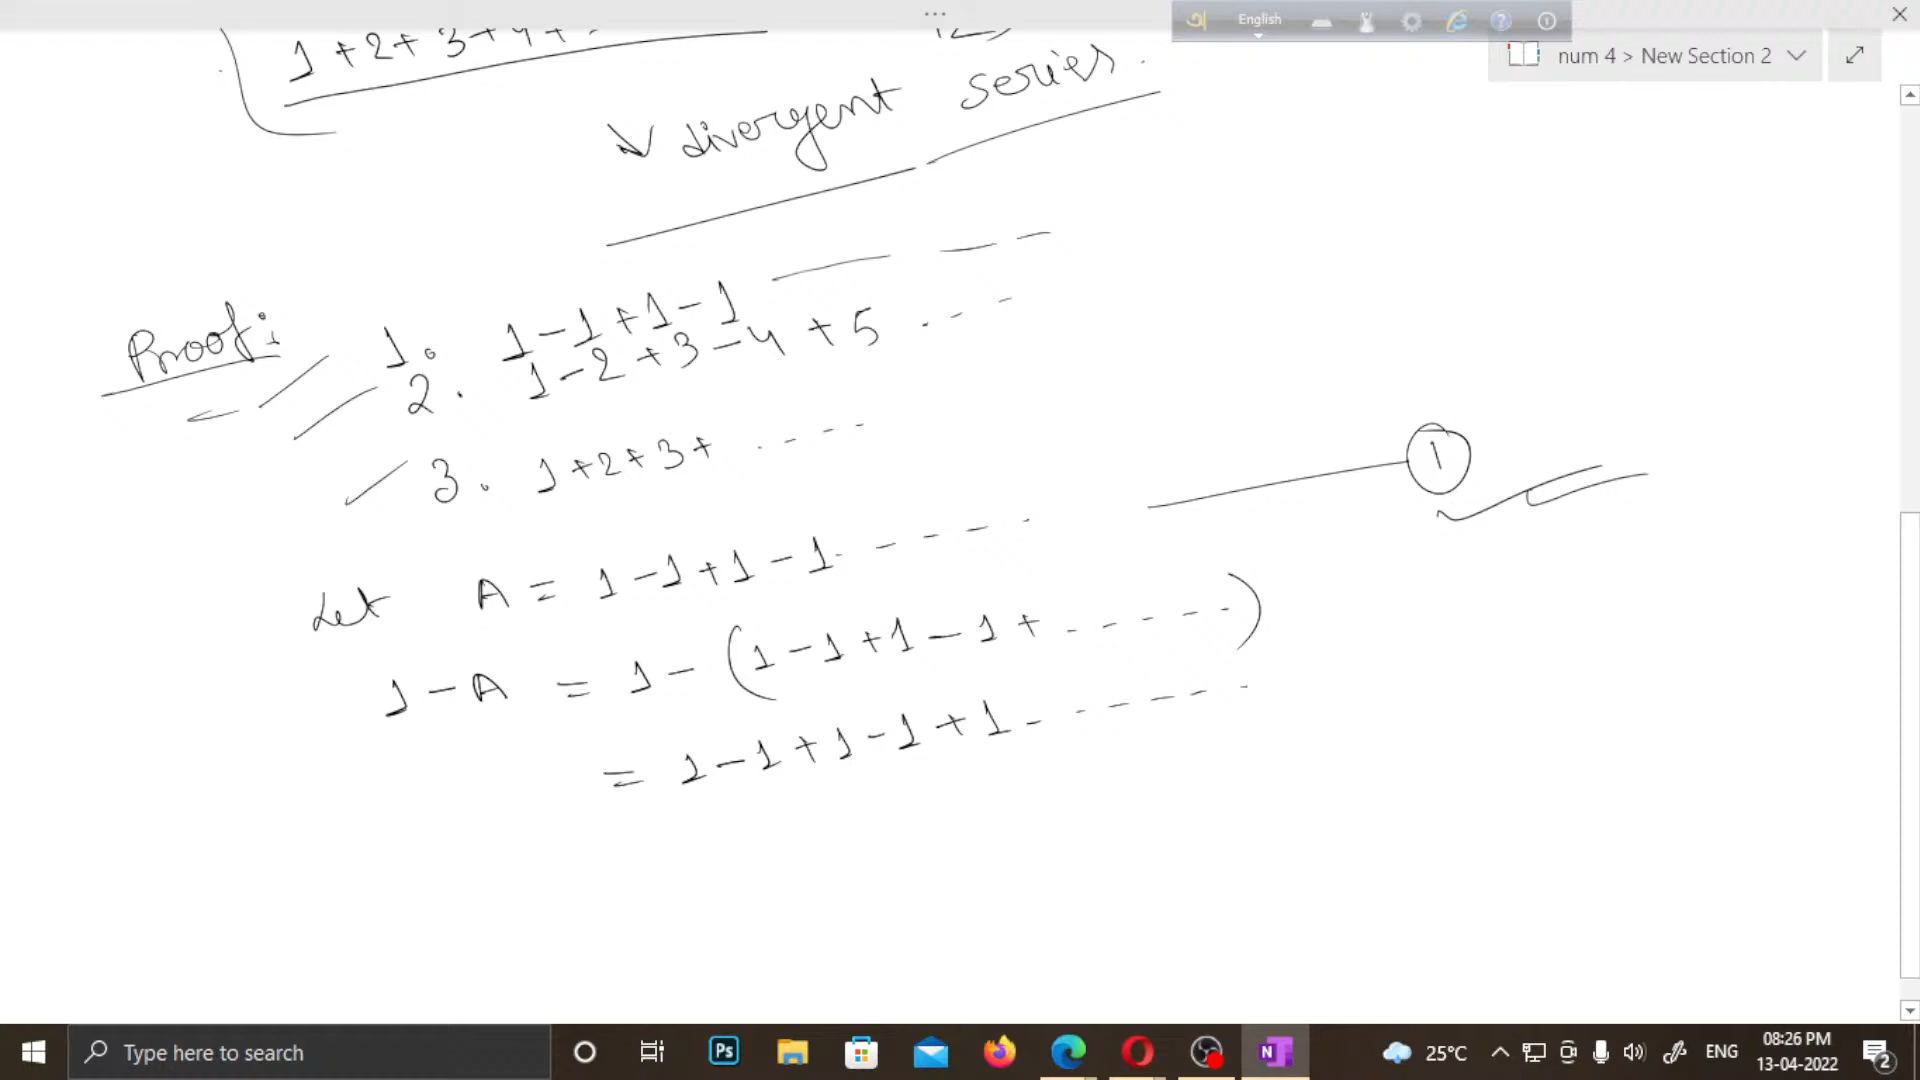 ...
English
num 4 > New Section 2
1+2+3+4+.
divergent series.
Proof:
1. 1-1+1-1 ----
2. 1-2+3-4+5 ----
3. 1+2+3+ -----
1
Let A = 1-1+1-1. -----
1-A = 1-(1-1+1-1+ ------)
= 1-1+1-1+1- ------
Type here to search
Ps
N
25°C
ENG
08:26 PM
13-04-2022
2